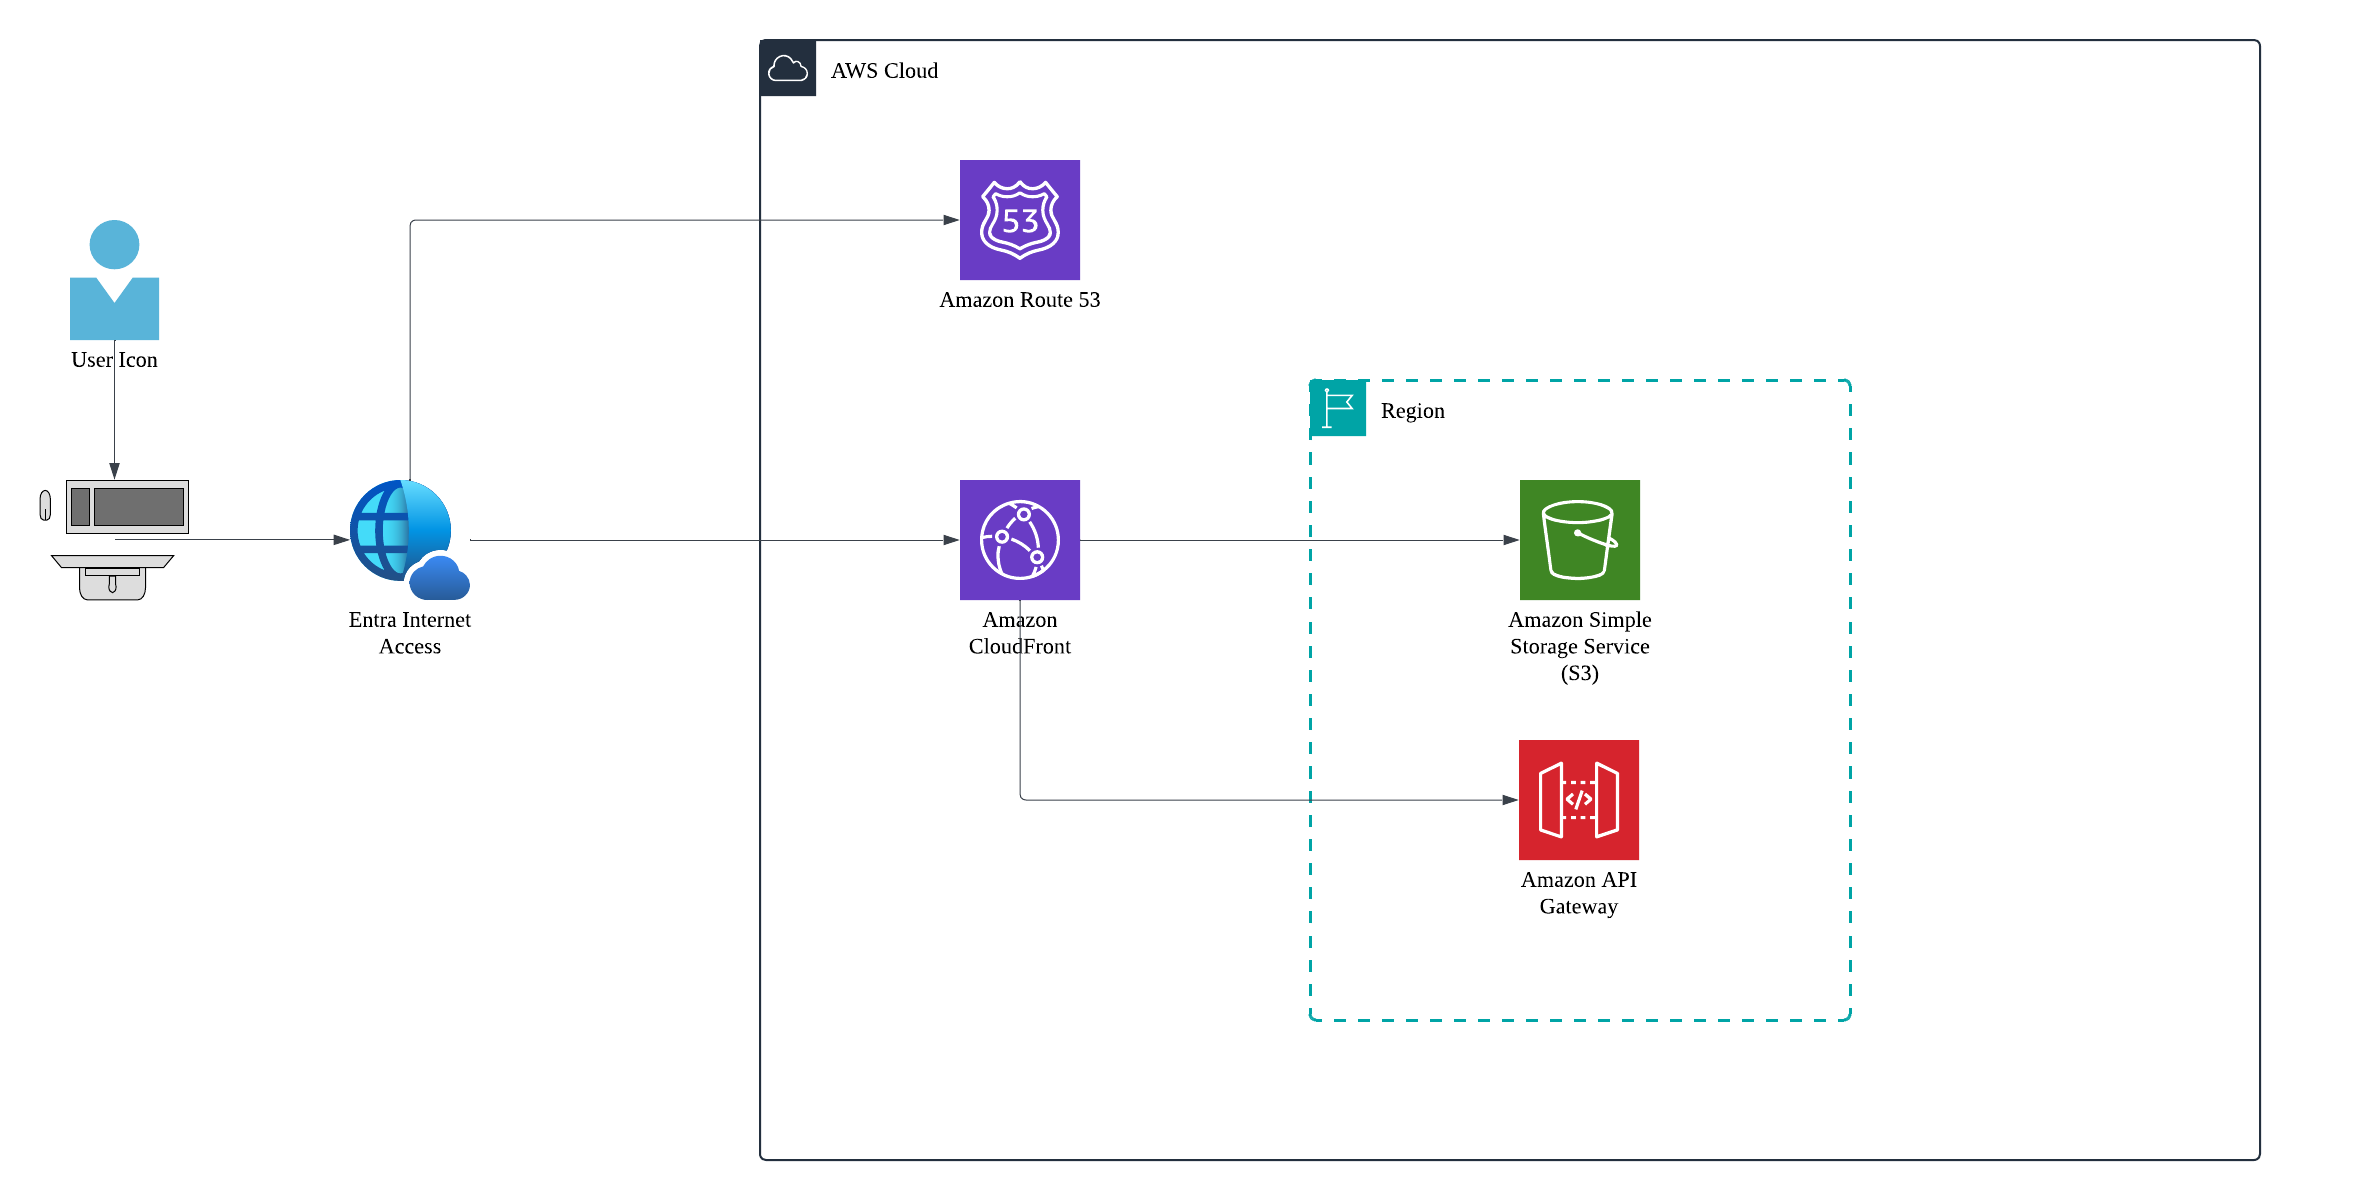 AWS Cloud
53
Amazon Route 53
User Icon
Region
Entra Internet
Access
Amazon
CloudFront
Amazon Simple
Storage Service
(S3)
</>
Amazon API
Gateway